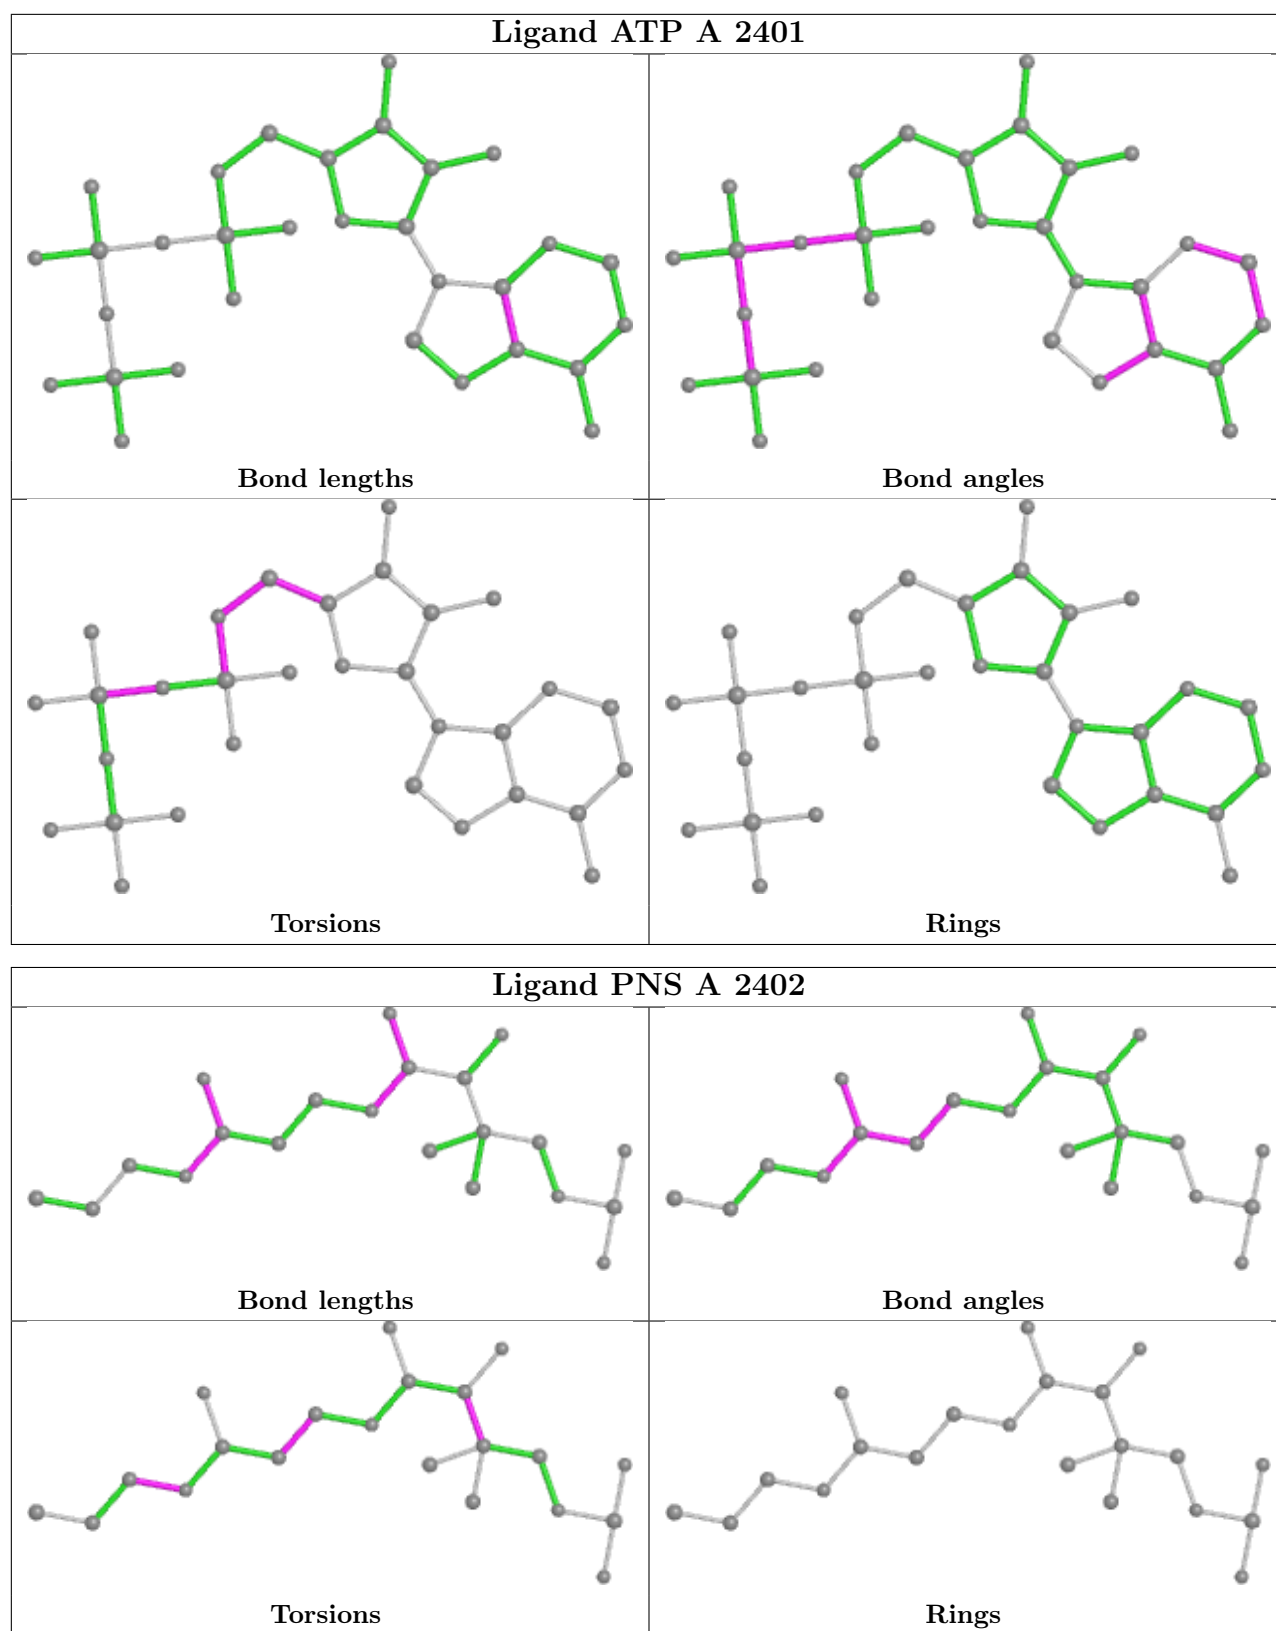 Ligand ATP A 2401
Bond lengths
Bond angles
Torsions
Rings
Ligand PNS A 2402
Bond lengths
Bond angles
Torsions
Rings